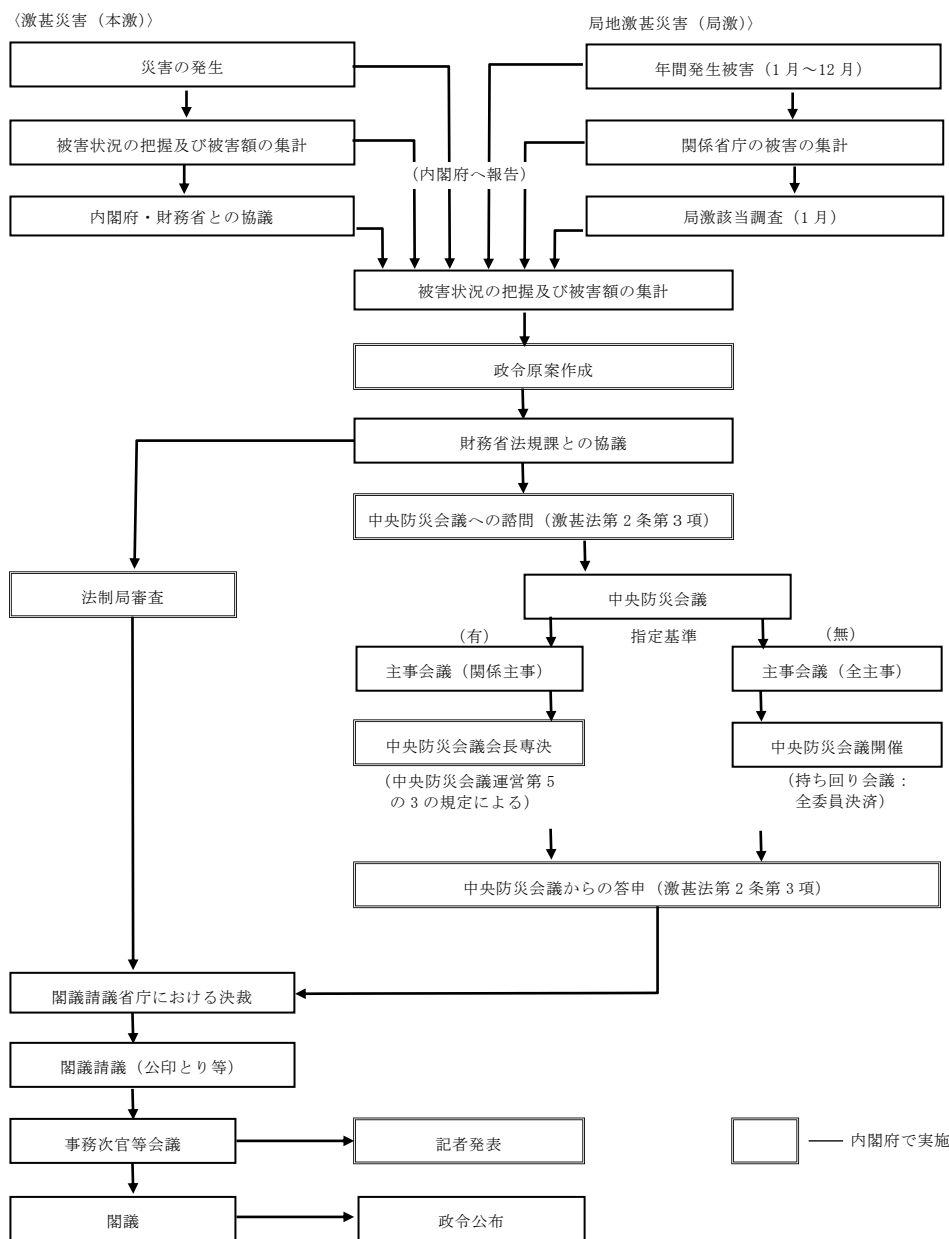 〈激甚災害（本激）〉
局地激甚災害（局激）〉
災害の発生
年間発生被害（1月～12月）
被害状況の把握及び被害額の集計
関係省庁の被害の集計
（内閣府へ報告）
内閣府・財務省との協議
局激該当調査（1月）
被害状況の把握及び被害額の集計
政令原案作成
財務省法規課との協議
中央防災会議への諮問（激甚法第2条第3項）
法制局審査
中央防災会議
（有）
指定基準
（無）
主事会議（関係主事）
主事会議（全主事）
中央防災会議会長専決
中央防災会議開催
（中央防災会議運営第5
の3の規定による）
（持ち回り会議：
全委員決済）
中央防災会議からの答申（激甚法第2条第3項）
閣議請議省庁における決裁
閣議請議（公印とり等）
事務次官等会議
記者発表
内閣府で実施
閣議
政令公布